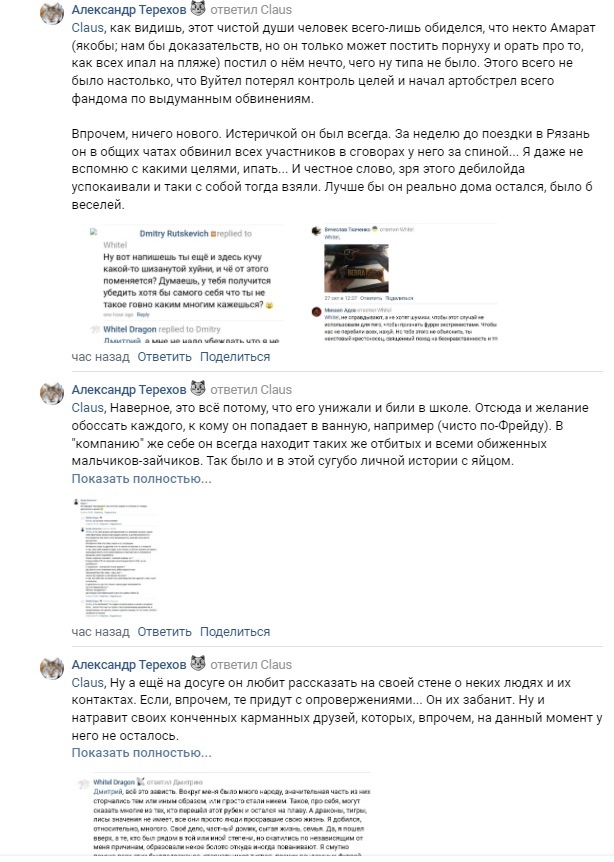 Александр Терехов ответил Claus
Claus, как видишь, этот чистой души человек всего-лишь обиделся, что некто Амарат
(якобы; нам бы доказательств, но он только может постить порнуху и орать про то,
как всех ипал на пляже) постил о нём нечто, чего ну типа не было. Этого всего не
было настолько, что Вуйтел потерял контроль целей и начал артобстрел всего
фандома по выдуманным обвинениям.
Впрочем, ничего нового. Истеричкой он был всегда. За неделю до поездки в Рязань
он в общих чатах обвинил всех участников в сговорах у него за спиной... Я даже не
вспомню с какими целями, ипать... И честное слово, зря этого дебилойда
успокаивали и таки с собой тогда взяли. Лучше бы он реально дома остался, было б
веселей.
Dmitry Rutskevich replied to
Whitel
Ну вот напишешь ты ещё и здесь кучу
какой-то шизанутой хуйни, и чё от этого
поменяется? Думаешь, у тебя получится
убедить хотя бы самого себя что ты не
такое говно каким многим кажешься?
one hour ago Reply
Whitel Dragon replied to Dmitry
Дмитрий, а мне не надо убеждать что я не
ответил Whitel
Whitel,
27 окт в 12:37 Ответить Поделиться
ответил Whitel
Whitel, не оправдывают, а не хотят шумихи, чтобы этот случай не
использовали для того, чтобы признать фурри экстремистами. Чтобы
нас не перебили всех, нахуй. Но тебе этого не объяснить, ты
неистовый крестоносец, священный поход на безнравственность и тп
час назад Ответить Поделиться
Александр Терехов ответил Claus
Claus, Наверное, это всё потому, что его унижали и били в школе. Отсюда и желание
обоссать каждого, к кому он попадает в ванную, например (чисто по-Фрейду). В
"компанию" же себе он всегда находит таких же отбитых и всеми обиженных
мальчиков-зайчиков. Так было и в этой сугубо личной истории с яйцом.
Показать полностью...
час назад Ответить Поделиться
Александр Терехов ответил Claus
Claus, Ну а ещё на досуге он любит рассказать на своей стене о неких людях и их
контактах. Если, впрочем, те придут с опровержениями... Он их забанит. Ну и
натравит своих конченных карманных друзей, которых, впрочем, на данный момент у
него не осталось.
Показать полностью...
Whitel Dragon ответил Дмитрию
Дмитрий, всё это зависть. Вокруг меня было много народу, значительная часть из них
сторчались тем или иным образом, или просто стали никем. Такое, про себя, могут
сказать многие из тех, кто перешёл этот рубеж и остался на плаву. А драконы, тигры,
лисы значения не имеет, все они просто люди просравшие свою жизнь. Я добился,
относительно, многого. Своё дело, частный домик, сытая жизнь, семья. Да, я пошел
вверх, а те, кто был рядом в той или иной степени, но скатились по независящим от
меня причинам, образовали некое болото откуда иногда повякивают. Я смутно